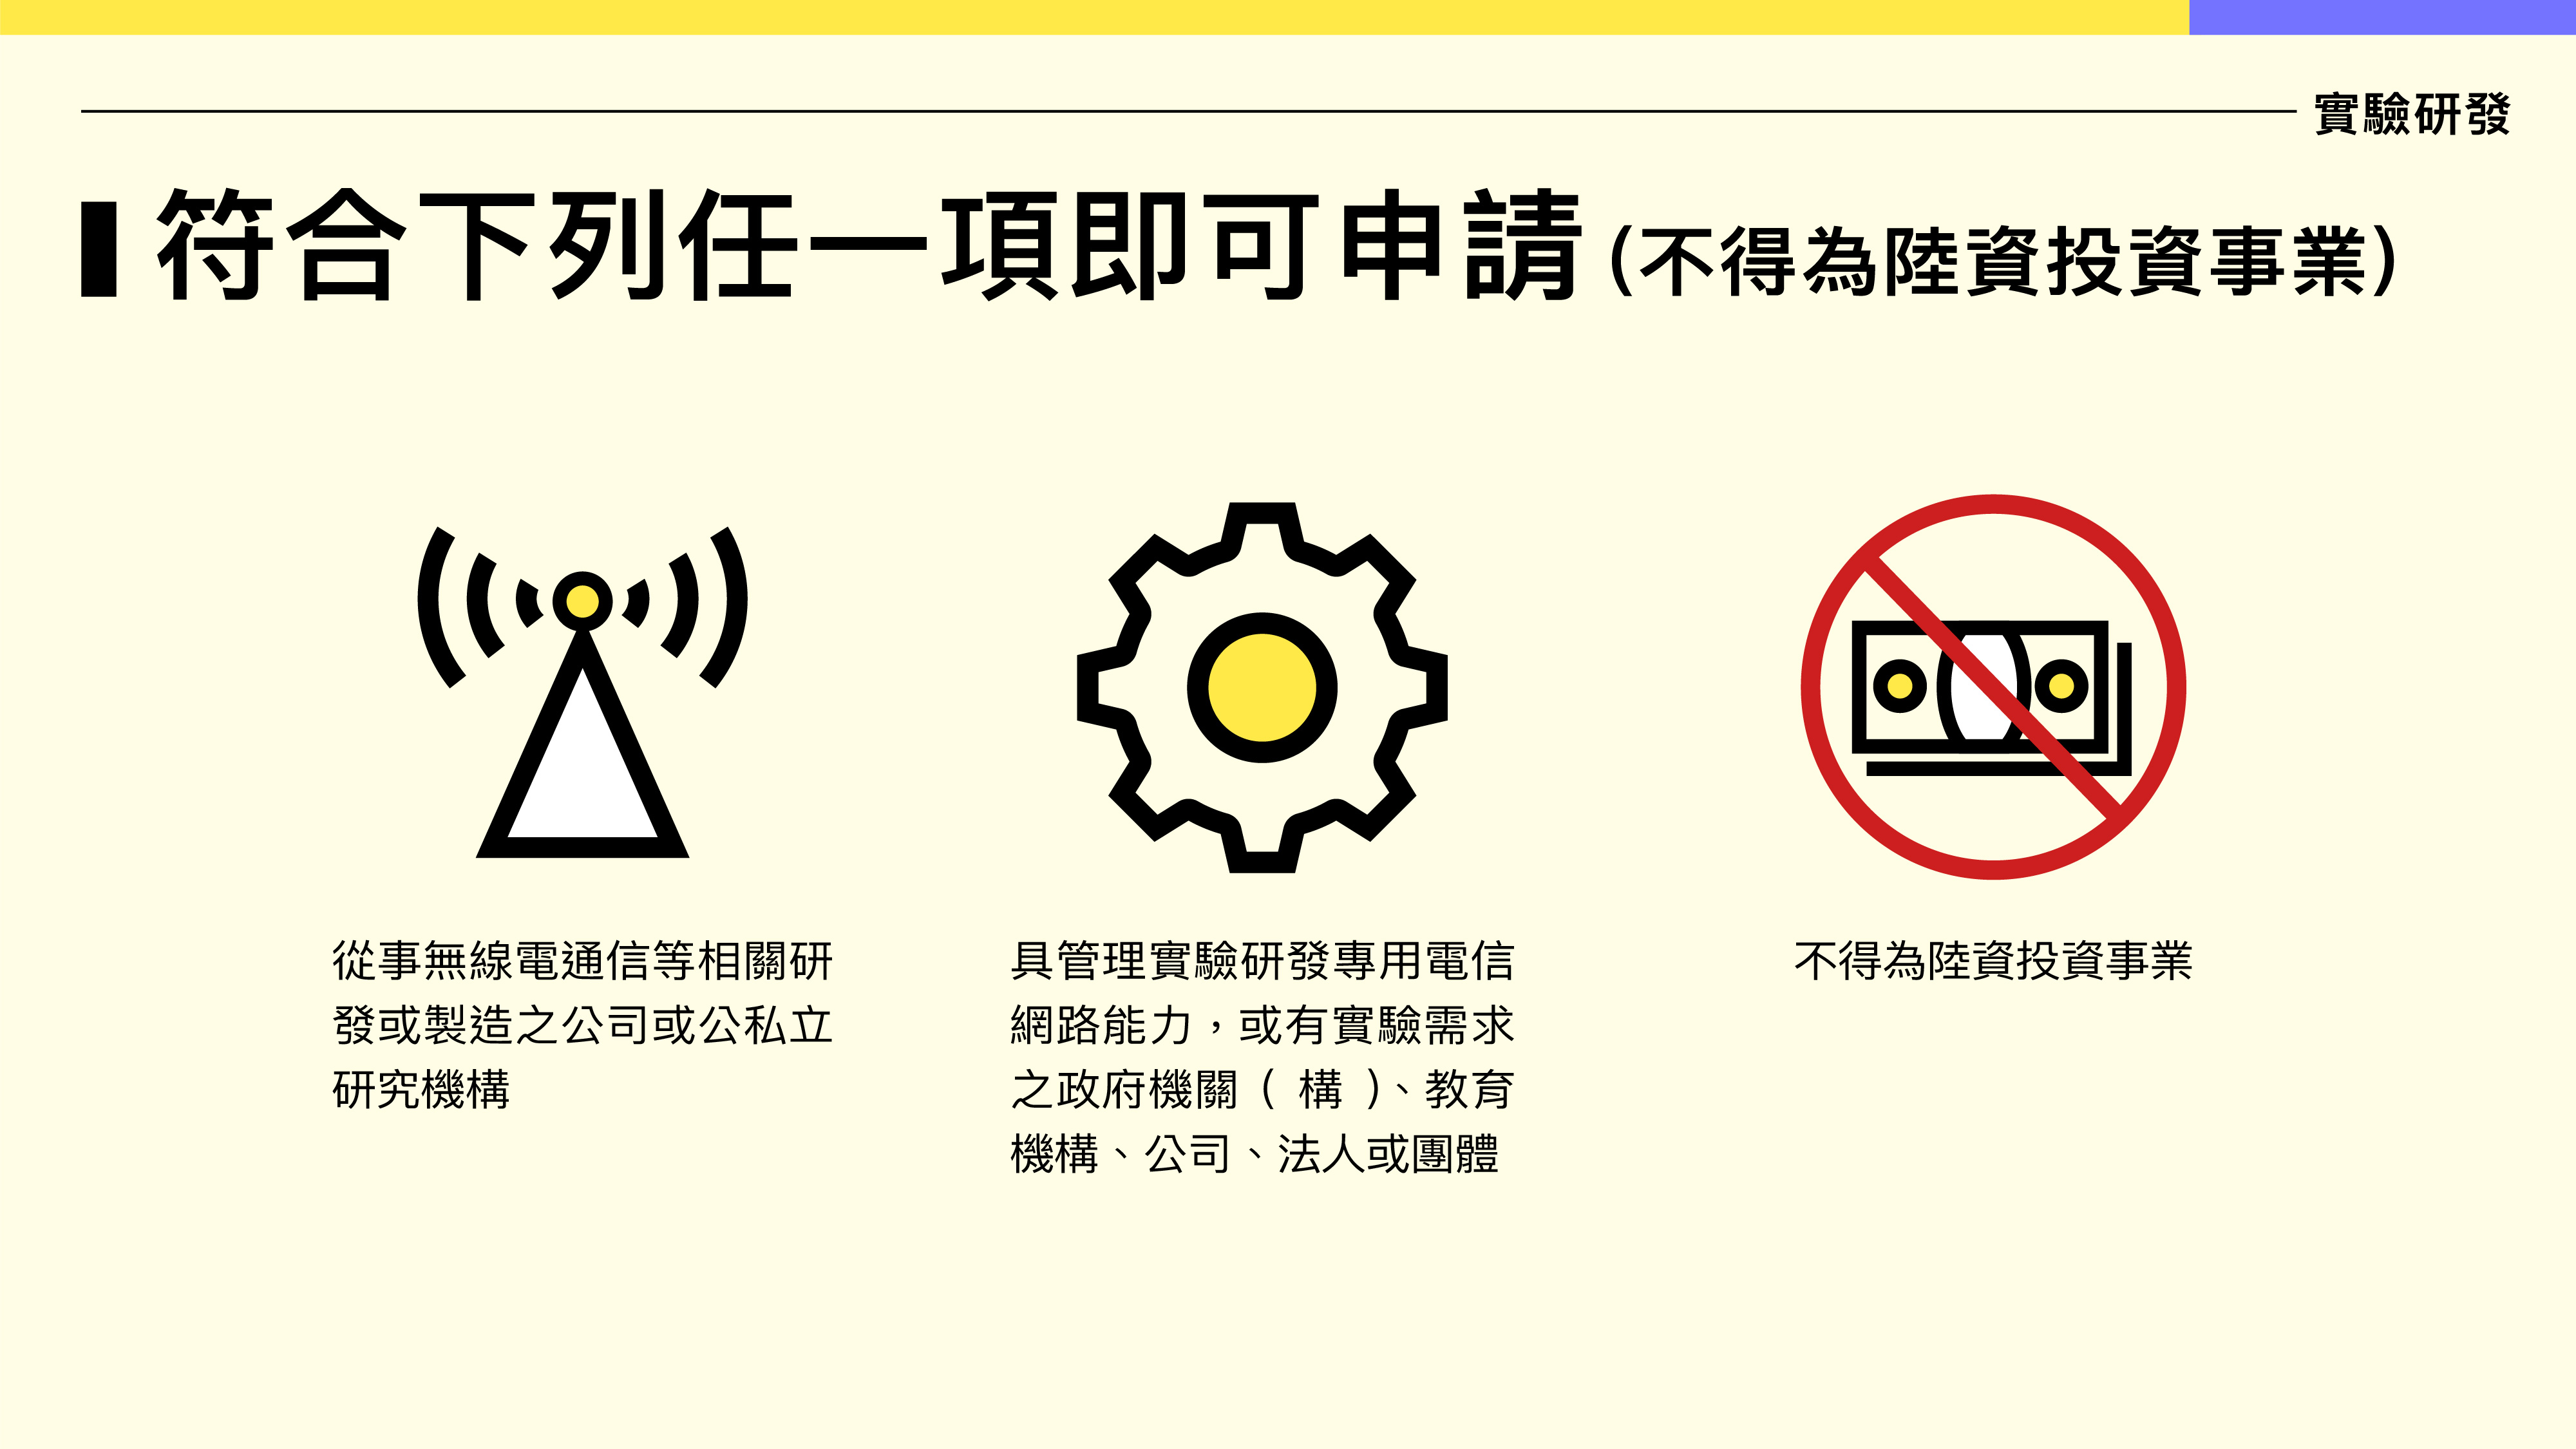 實驗研發
符合下列任一項即可申請(不得為陸資投資事業)
從事無線電通信等相關研
發或製造之公司或公私立
研究機構
具管理實驗研發專用電信
網路能力，或有實驗需求
之政府機關 ( 構 )、教育
機構、公司、法人或團體
不得為陸資投資事業